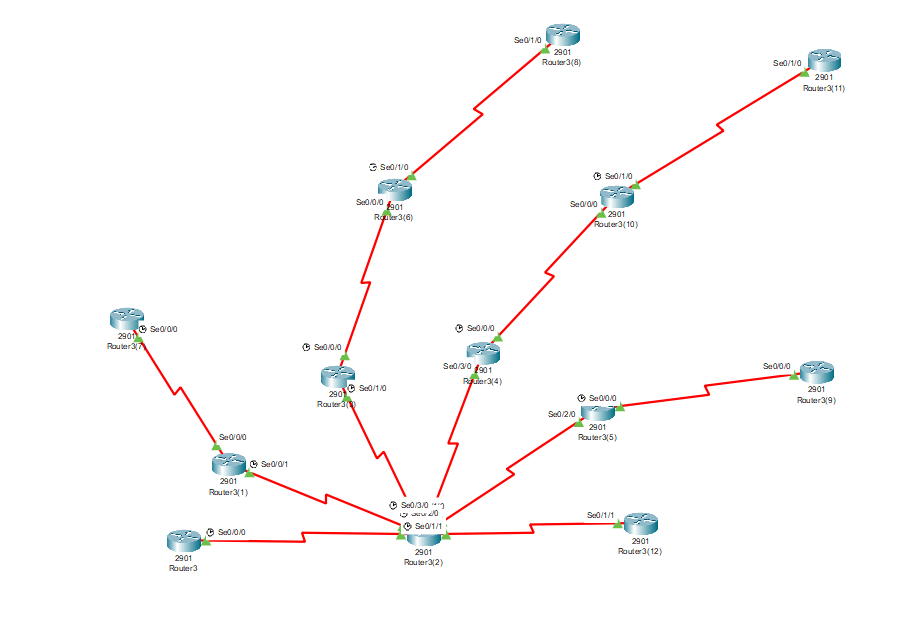 Se0/1/0
2901
Router3(8)
Se0/1/0
2901
Router3(11)
Se0/1/0
Se0/0/0
2901
Router3(6)
Se0/1/0
Se0/0/0
2901
Router3(10)
Se0/0/0
2901
Router3(7)
Se0/0/0
Se0/1/0
2901
Se0/0/0
Se0/3/0
2901
Router3(4)
Se0/0/0
2901
Router3(9)
Se0/0/0
Se0/2/0
2901
Router3(5)
Se0/0/0
Se0/0/1
2901
Router3(1)
Se0/0/0
2901
Router3
Se0/3/0
Se0/1/1
2901
Router3(2)
Se0/1/1
2901
Router3(12)